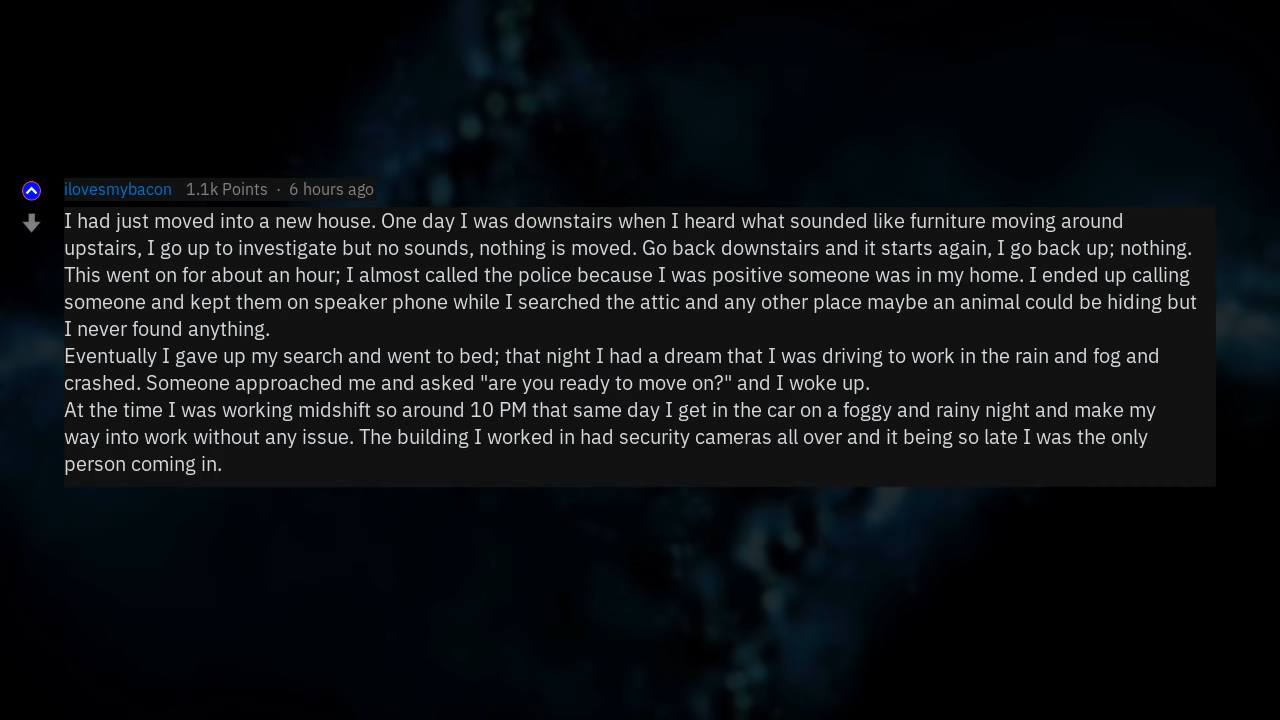 ilovesmybacon 1.1k Points · 6 hours ago
I had just moved into a new house. One day I was downstairs when I heard what sounded like furniture moving around
upstairs, I go up to investigate but no sounds, nothing is moved. Go back downstairs and it starts again, I go back up; nothing.
This went on for about an hour; I almost called the police because I was positive someone was in my home. I ended up calling
someone and kept them on speaker phone while I searched the attic and any other place maybe an animal could be hiding but
I never found anything.
Eventually I gave up my search and went to bed; that night I had a dream that I was driving to work in the rain and fog and
crashed. Someone approached me and asked "are you ready to move on?" and I woke up.
At the time I was working midshift so around 10 PM that same day I get in the car on a foggy and rainy night and make my
way into work without any issue. The building I worked in had security cameras all over and it being so late I was the only
person coming in.